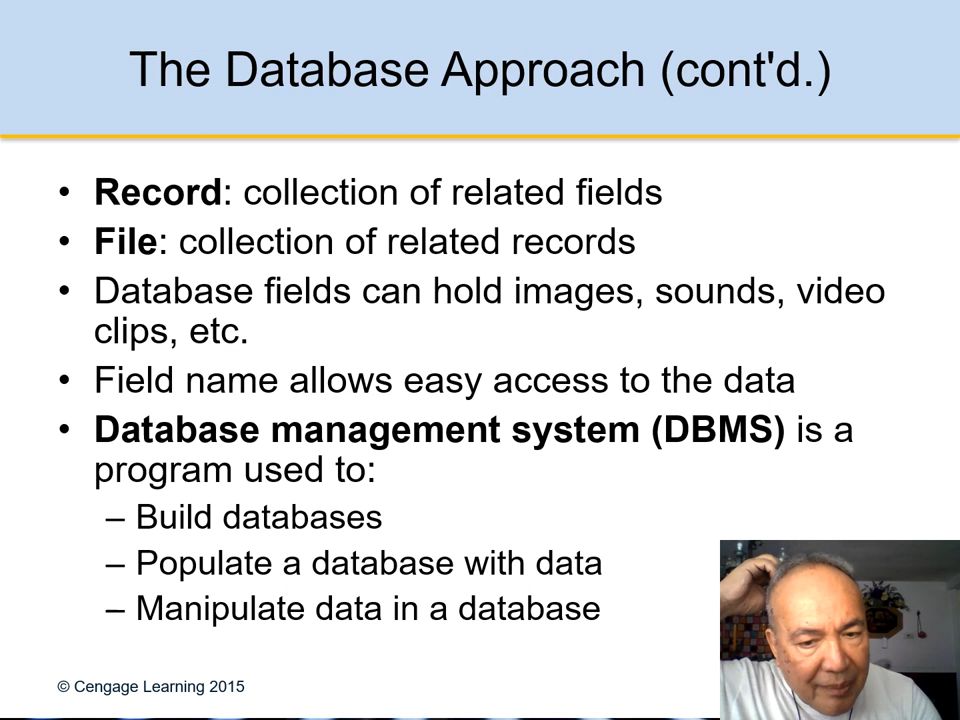 The Database Approach (cont'd.)
• Record: collection of related fields
• File: collection of related records
• Database fields can hold images, sounds, video
clips, etc.
• Field name allows easy access to the data
• Database management system (DBMS) is a
program used to:
– Build databases
– Populate a database with data
– Manipulate data in a database
© Cengage Learning 2015